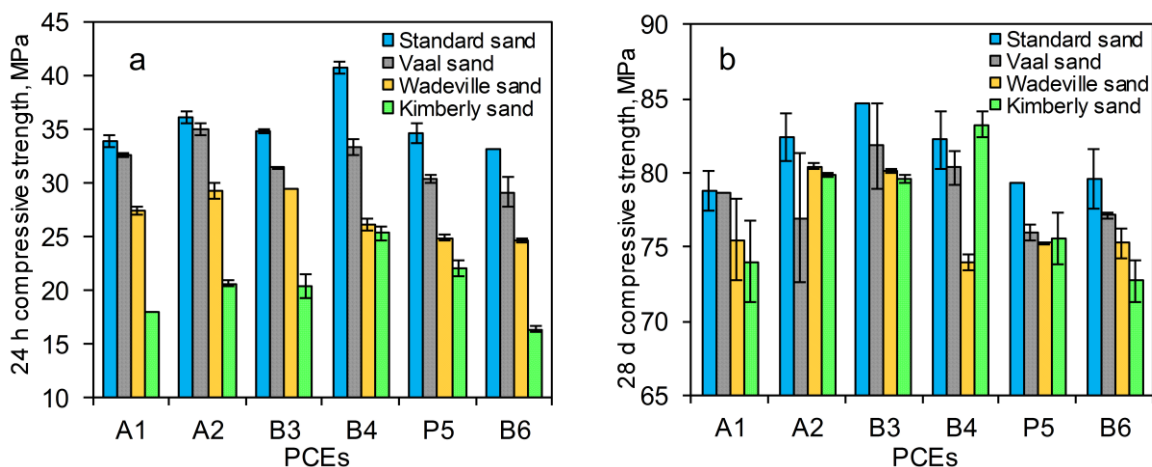 24 h compressive strength, MPa
45
40
35
30
25
20
15
10
a
Standard sand
Vaal sand
Wadeville sand
Kimberly sand
A1 A2 B3 B4 P5 B6
PCEs
28 d compressive strength, MPa
90
85
80
75
70
65
b
Standard sand
Vaal sand
Wadeville sand
Kimberly sand
A1 A2 B3 B4 P5 B6
PCEs